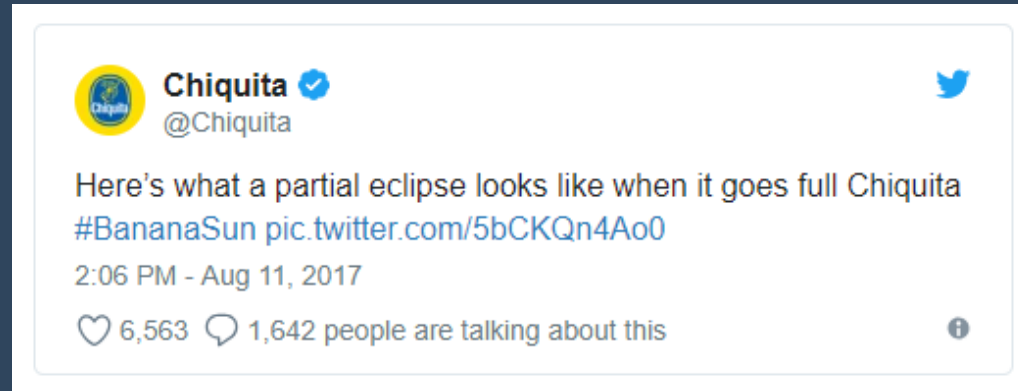 Chiquita
Chiquita
@Chiquita
Here’s what a partial eclipse looks like when it goes full Chiquita
#BananaSun pic.twitter.com/5bCKQn4Ao0
2:06 PM - Aug 11, 2017
6,563 1,642 people are talking about this